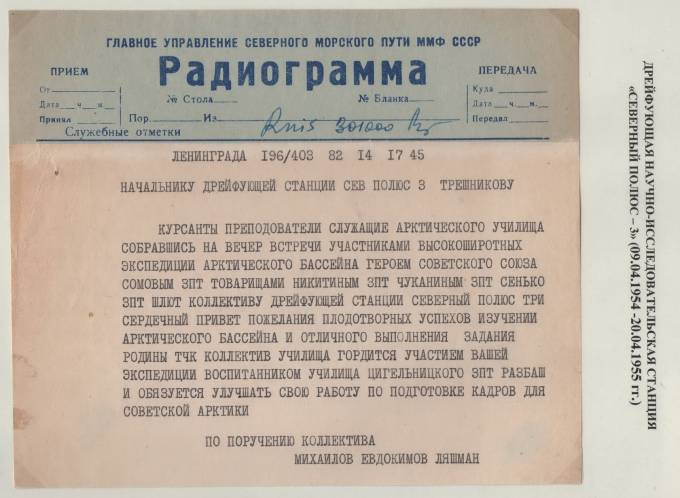 ГЛАВНОЕ УПРАВЛЕНИЕ СЕВЕРНОГО МОРСКОГО ПУТИ ММФ СССР
ПРИЕМ
Радиограмма
ПЕРЕДАЧА
От
№ Стола
№ Бланка
Куда
Дата ч м
Дата ч м
Принял
Пор. Из
Передал
Служебные отметки
ЛЕНИНГРАДА I96/403 82 I4 I7 45
НАЧАЛЬНИКУ ДРЕЙФУЮЩЕЙ СТАНЦИИ СЕВ ПОЛЮС 3 ТРЕШНИКОВУ
КУРСАНТЫ ПРЕПОДОВАТЕЛИ СЛУЖАЩИЕ АРКТИЧЕСКОГО УЧИЛИЩА
СОБРАВШИСЬ НА ВЕЧЕР ВСТРЕЧИ УЧАСТНИКАМИ ВЫСОКОШИРОТНЫХ
ЭКСПЕДИЦИИ АРКТИЧЕСКОГО БАССЕЙНА ГЕРОЕМ СОВЕТСКОГО СОЮЗА
СОМОВЫМ ЗПТ ТОВАРИЩАМИ НИКИТИНЫМ ЗПТ ЧУКАНИНЫМ ЗПТ СЕНЬКО
ЗПТ ШЛЮТ КОЛЛЕКТИВУ ДРЕЙФУЮЩЕЙ СТАНЦИИ СЕВЕРНЫЙ ПОЛЮС ТРИ
СЕРДЕЧНЫЙ ПРИВЕТ ПОЖЕЛАНИЯ ПЛОДОТВОРНЫХ УСПЕХОВ ИЗУЧЕНИИ
АРКТИЧЕСКОГО БАССЕЙНА И ОТЛИЧНОГО ВЫПОЛНЕНИЯ ЗАДАНИЯ
РОДИНЫ ТЧК КОЛЛЕКТИВ УЧИЛИЩА ГОРДИТСЯ УЧАСТИЕМ ВАШЕЙ
ЭКСПЕДИЦИИ ВОСПИТАННИКОМ УЧИЛИЩА ЦИГЕЛЬНИЦКОГО ЗПТ РАЗБАШ
И ОБЯЗУЕТСЯ УЛУЧШАТЬ СВОЮ РАБОТУ ПО ПОДГОТОВКЕ КАДРОВ ДЛЯ
СОВЕТСКОЙ АРКТИКИ
ПО ПОРУЧЕНИЮ КОЛЛЕКТИВА
МИХАИЛОВ ЕВДОКИМОВ ЛЯШМАН
ДРЕЙФУЮЩАЯ НАУЧНО-ИССЛЕДОВАТЕЛЬСКАЯ СТАНЦИЯ
«СЕВЕРНЫЙ ПОЛЮС – 3» (09.04.1954 -20.04.1955 гг.)